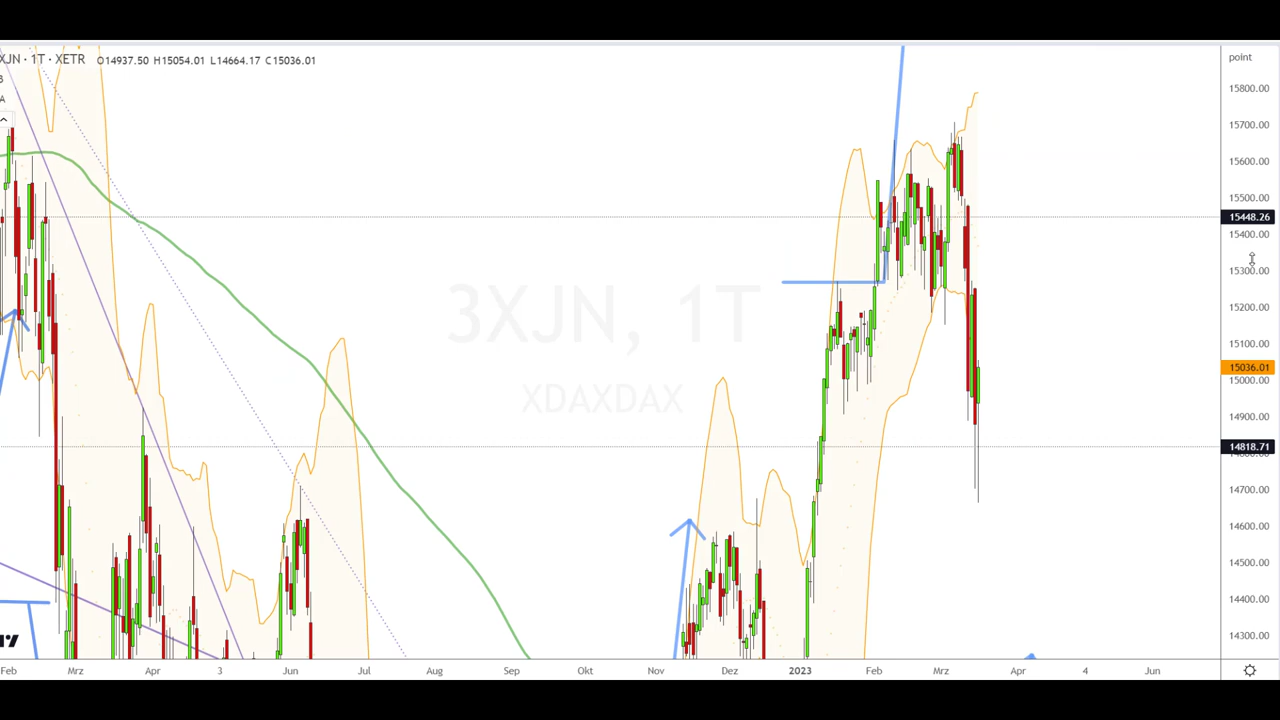 XJN · 1T · XETR O14937.50 H15054.01 L14664.17 C15036.01
point
B
A
15800.00
15700.00
15600.00
15500.00
15448.26
15400.00
15300.00
15200.00
15100.00
15036.01
15000.00
14900.00
14818.71
14700.00
14600.00
14500.00
14400.00
14300.00
3XJN, 1T
XDAXDAX
Feb Mrz Apr 3 Jun Jul Aug Sep Okt Nov Dez 2023 Feb Mrz Apr 4 Jun